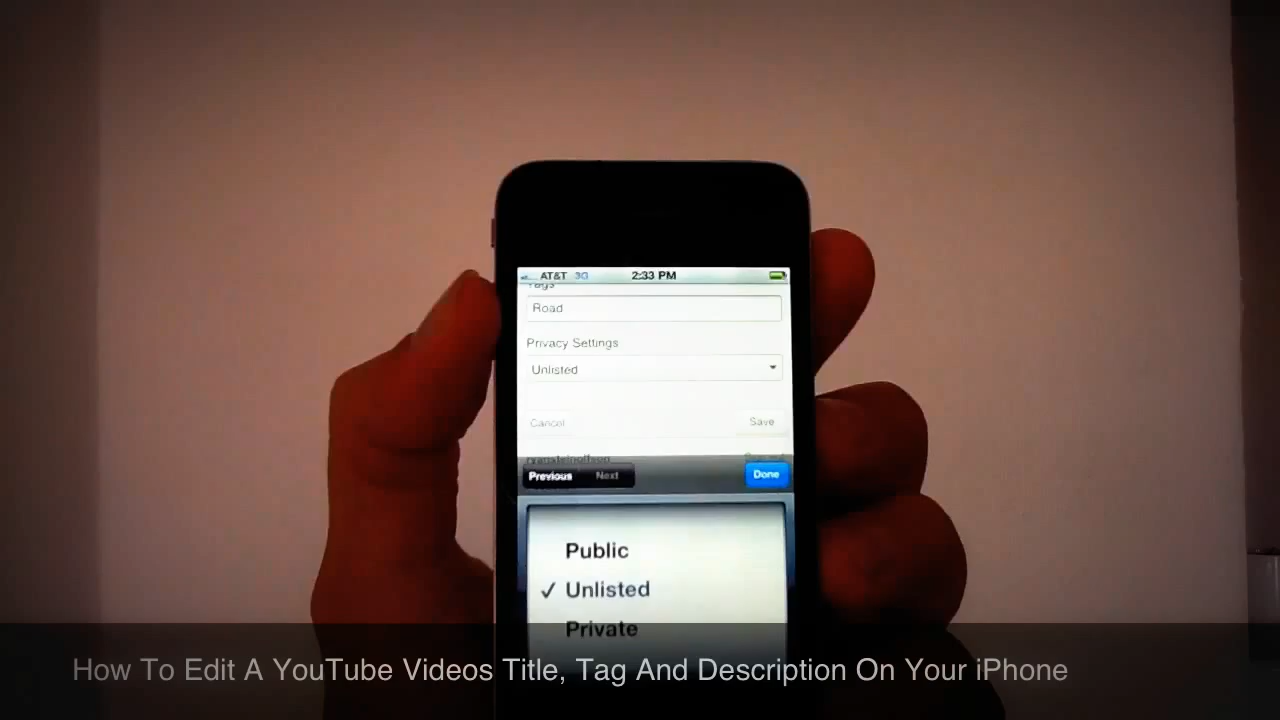 AT&T 3G 2:33 PM
Tags
Road
Privacy Settings
Unlisted
Cancel Save
Previous Next Done
Public
✓ Unlisted
Private
How To Edit A YouTube Videos Title, Tag And Description On Your iPhone